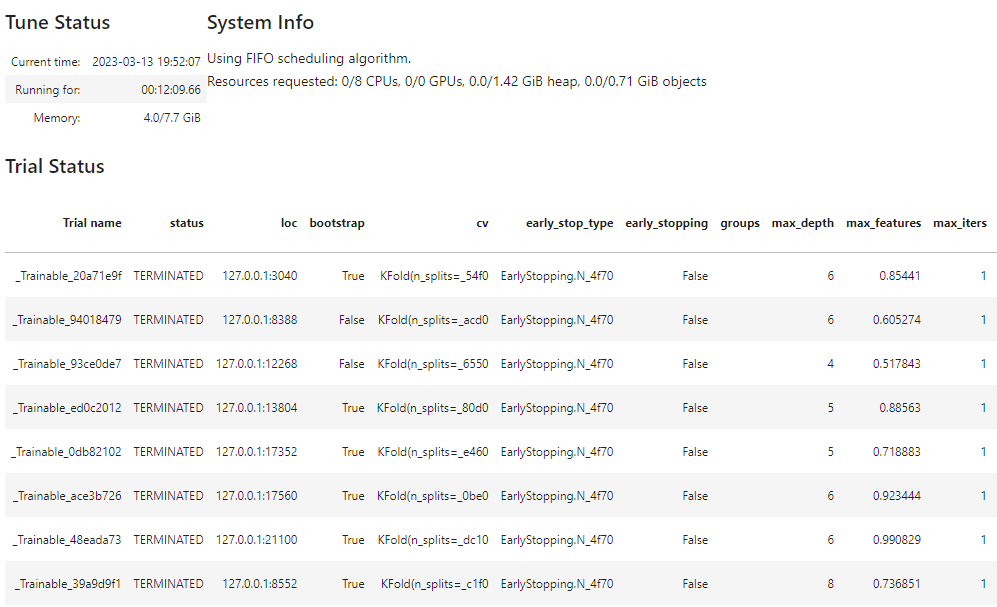 Tune Status
System Info
Current time: 2023-03-13 19:52:07
Using FIFO scheduling algorithm.
Running for: 00:12:09.66
Resources requested: 0/8 CPUs, 0/0 GPUs, 0.0/1.42 GiB heap, 0.0/0.71 GiB objects
Memory: 4.0/7.7 GiB
Trial Status
Trial name status loc bootstrap cv early_stop_type early_stopping groups max_depth max_features max_iters
_Trainable_20a71e9f TERMINATED 127.0.0.1:3040 True KFold(n_splits=_54f0 EarlyStopping.N_4f70 False 6 0.85441 1
_Trainable_94018479 TERMINATED 127.0.0.1:8388 False KFold(n_splits=_acd0 EarlyStopping.N_4f70 False 6 0.605274 1
_Trainable_93ce0de7 TERMINATED 127.0.0.1:12268 False KFold(n_splits=_6550 EarlyStopping.N_4f70 False 4 0.517843 1
_Trainable_ed0c2012 TERMINATED 127.0.0.1:13804 True KFold(n_splits=_80d0 EarlyStopping.N_4f70 False 5 0.88563 1
_Trainable_0db82102 TERMINATED 127.0.0.1:17352 True KFold(n_splits=_e460 EarlyStopping.N_4f70 False 5 0.718883 1
_Trainable_ace3b726 TERMINATED 127.0.0.1:17560 True KFold(n_splits=_0be0 EarlyStopping.N_4f70 False 6 0.923444 1
_Trainable_48eada73 TERMINATED 127.0.0.1:21100 True KFold(n_splits=_dc10 EarlyStopping.N_4f70 False 6 0.990829 1
_Trainable_39a9d9f1 TERMINATED 127.0.0.1:8552 True KFold(n_splits=_c1f0 EarlyStopping.N_4f70 False 8 0.736851 1